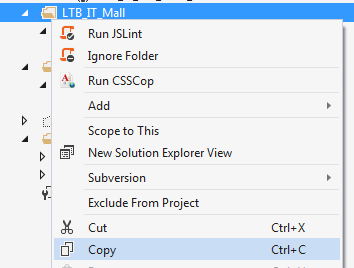 LTB_IT_Mall
Run JSLint
Ignore Folder
Run CSSCop
Add
Scope to This
New Solution Explorer View
Subversion
Exclude From Project
Cut Ctrl+X
Copy Ctrl+C